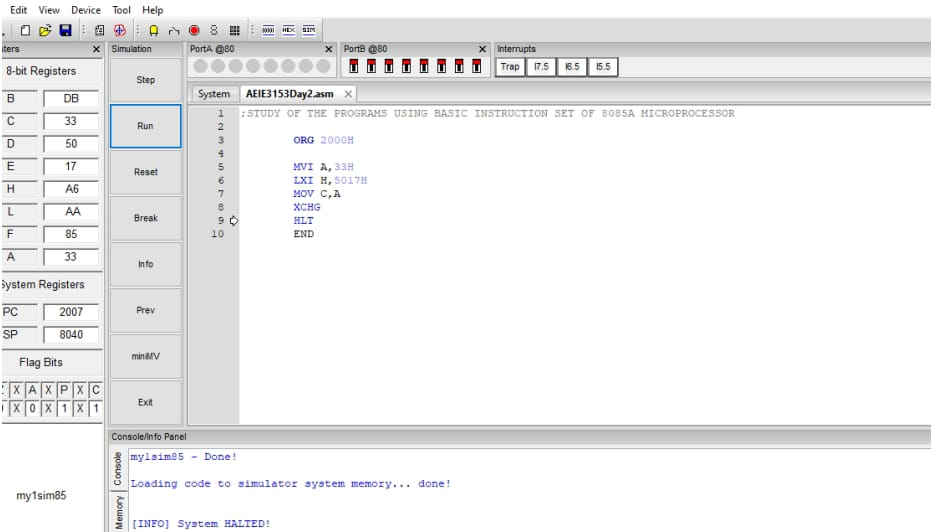 Edit View Device Tool Help
HEX SIM
sters
8-bit Registers
B DB
C 33
D 50
E 17
H A6
L AA
F 85
A 33
System Registers
PC 2007
SP 8040
Flag Bits
X A X P X C
X 0 X 1 X 1
my1sim85
Simulation
Step
Run
Reset
Break
Info
Prev
miniMV
Exit
PortA @80
PortB @80
Interrupts
Trap I7.5 I6.5 I5.5
System AEIE3153Day2.asm
1 ;STUDY OF THE PROGRAMS USING BASIC INSTRUCTION SET OF 8085A MICROPROCESSOR
2
3 ORG 2000H
4
5 MVI A,33H
6 LXI H,5017H
7 MOV C,A
8 XCHG
9 HLT
10 END
Console/Info Panel
Console
Memory
my1sim85 - Done!
Loading code to simulator system memory... done!
[INFO] System HALTED!